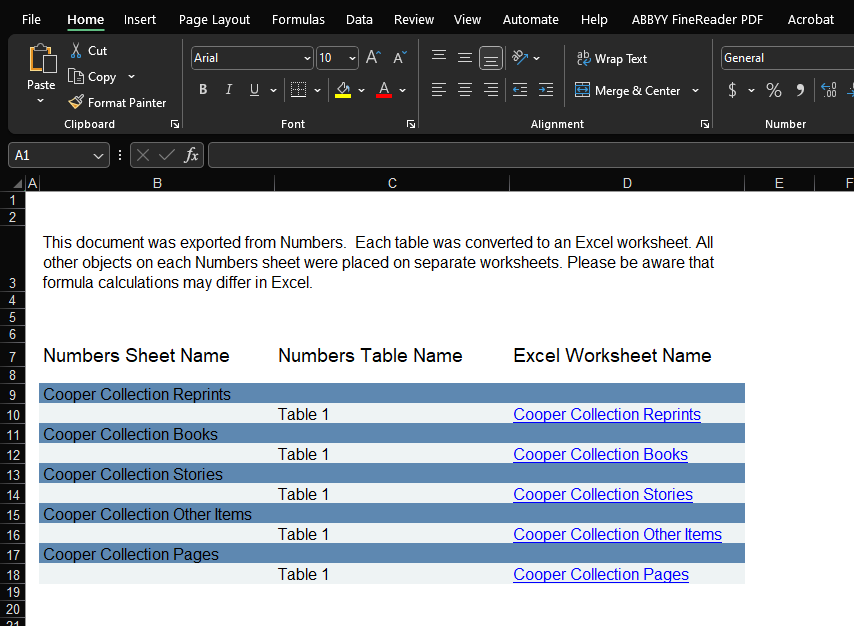 File Home Insert Page Layout Formulas Data Review View Automate Help ABBYY FineReader PDF Acrobat
Paste
Cut
Copy
Format Painter
Clipboard
Arial 10 A A
B I U A
Font
ab Wrap Text
Merge & Center
Alignment
General
$ % 9 .00
Number
A1 fx
A B C D E F
1
2
3 This document was exported from Numbers.  Each table was converted to an Excel worksheet. All
other objects on each Numbers sheet were placed on separate worksheets. Please be aware that
formula calculations may differ in Excel.
4
5
6
7 Numbers Sheet Name Numbers Table Name Excel Worksheet Name
8
9 Cooper Collection Reprints
10 Table 1 Cooper Collection Reprints
11 Cooper Collection Books
12 Table 1 Cooper Collection Books
13 Cooper Collection Stories
14 Table 1 Cooper Collection Stories
15 Cooper Collection Other Items
16 Table 1 Cooper Collection Other Items
17 Cooper Collection Pages
18 Table 1 Cooper Collection Pages
19
20
21